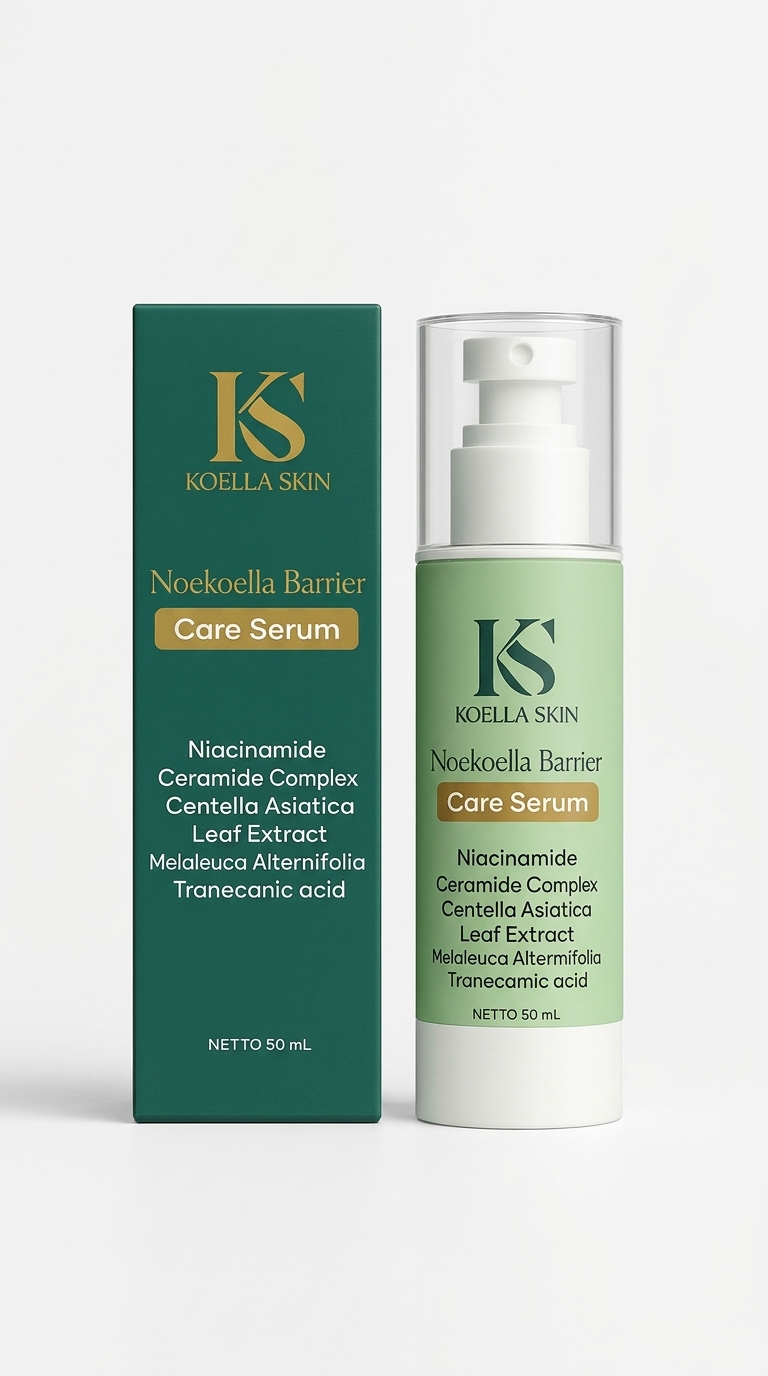 KS
KOELLA SKIN
Noekoella Barrier
Care Serum
Niacinamide
Ceramide Complex
Centella Asiatica
Leaf Extract
Melaleuca Alternifolia
Tranecanic acid
NETTO 50 mL
KS
KOELLA SKIN
Noekoella Barrier
Care Serum
Niacinamide
Ceramide Complex
Centella Asiatica
Leaf Extract
Melaleuca Altermifolia
Tranecamic acid
NETTO 50 mL